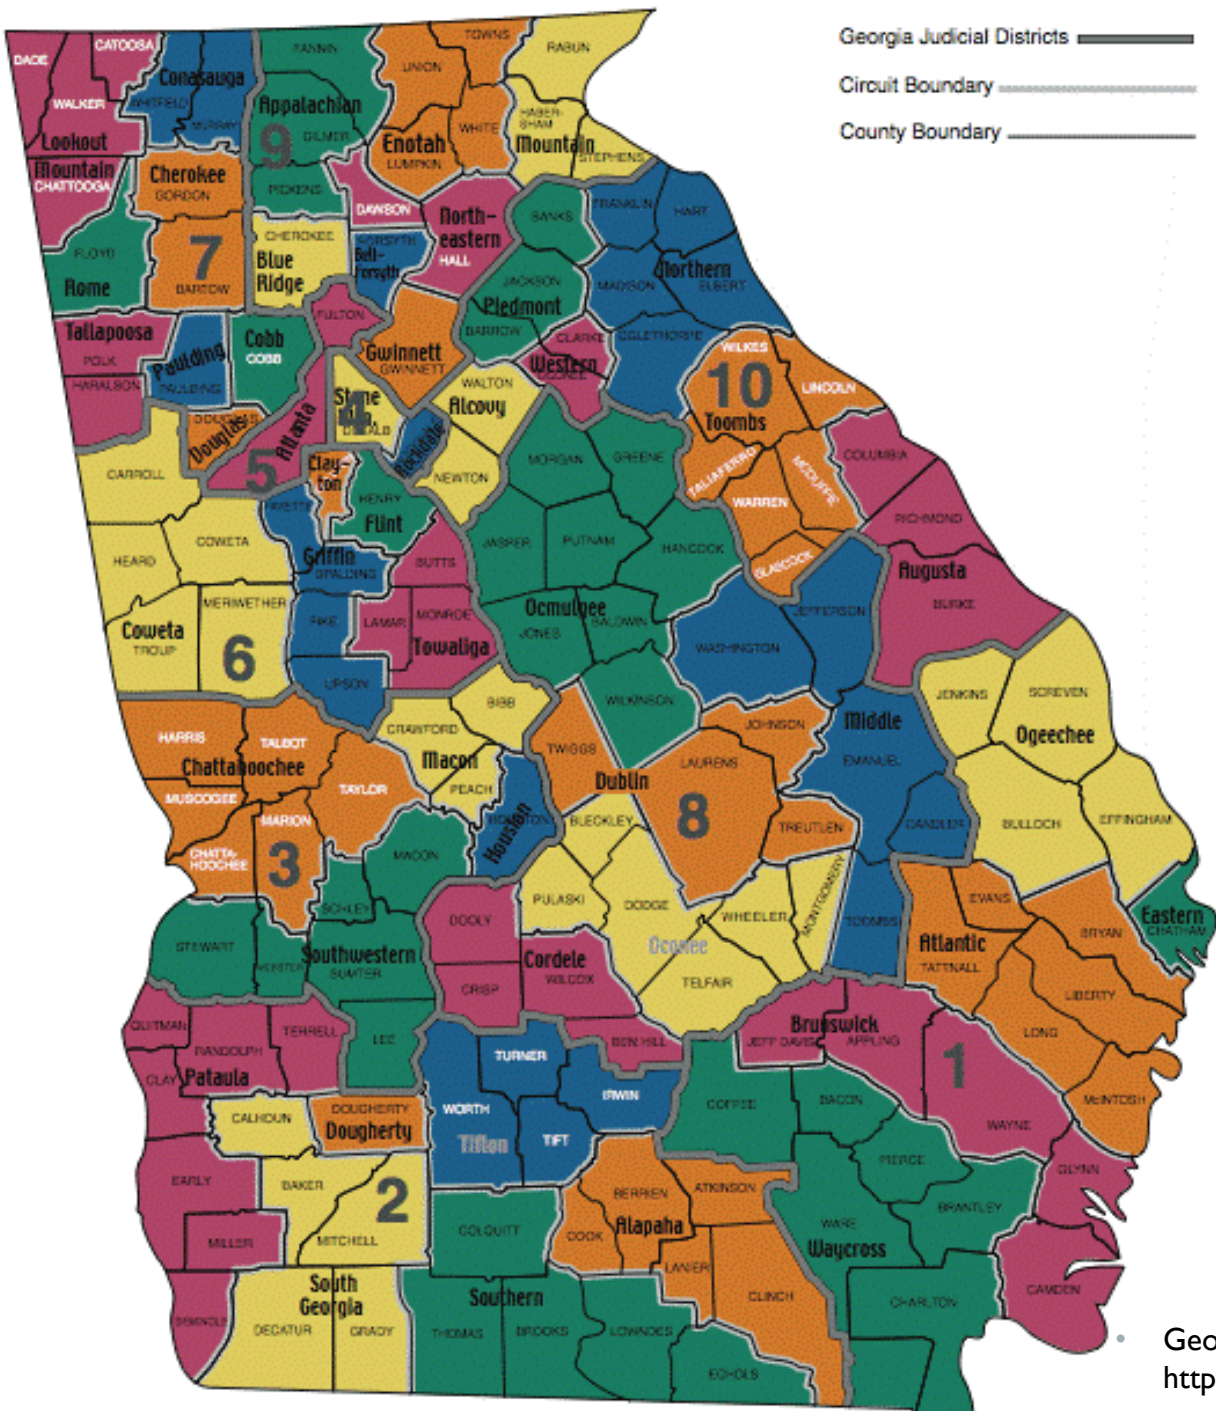 Georgia Judicial Districts
Circuit Boundary
County Boundary
DADE
CATOOSA
WALKER
Lookout
Mountain
CHATTOOGA
Conasauga
WHITFIELD
MURRAY
FANNIN
Appalachian
9
GILMER
PICKENS
UNION
TOWNS
WHITE
Enotah
LUMPKIN
RABUN
HABER-
SHAM
Mountain
STEPHENS
Cherokee
GORDON
7
BARTOW
FLOYD
Rome
CHEROKEE
Blue
Ridge
DAWSON
FORSYTH
Bell-
Forsyth
North-
eastern
HALL
BANKS
JACKSON
Piedmont
BARROW
FRANKLIN
HART
MADISON
Northern
ELBERT
OGLETHORPE
CLARKE
Western
OCONEE
Tallapoosa
POLK
HARALSON
Paulding
PAULDING
Cobb
COBB
FULTON
Atlanta
5
Gwinnett
GWINNETT
Stone
Mtn.
4
DEKALB
Rockdale
WALTON
Alcovy
NEWTON
DOUGLAS
Douglas
Clay-
ton
HENRY
Flint
WILKES
10
LINCOLN
Toombs
TALIAFERRO
WARREN
MCDUFFIE
GLASCOCK
COLUMBIA
RICHMOND
Augusta
BURKE
CARROLL
HEARD
COWETA
MERIWETHER
Coweta
TROUP
6
FAYETTE
Griffin
SPALDING
PIKE
UPSON
BUTTS
LAMAR
MONROE
Towaliga
MORGAN
GREENE
JASPER
PUTNAM
HANCOCK
Ocmulgee
JONES
BALDWIN
WILKINSON
WASHINGTON
JEFFERSON
Middle
EMANUEL
CANDLER
TOOMBS
JENKINS
SCREVEN
Ogeechee
BULLOCH
EFFINGHAM
HARRIS
TALBOT
Chattahoochee
MUSCOGEE
TAYLOR
MARION
CHATTA-
HOOCHEE
3
CRAWFORD
BIBB
Macon
PEACH
HOUSTON
Houston
TWIGGS
Dublin
JOHNSON
LAURENS
8
TREUTLEN
BLECKLEY
PULASKI
DODGE
WHEELER
MONTGOMERY
Oconee
TELFAIR
MACON
SCHLEY
STEWART
WEBSTER
Southwestern
SUMTER
LEE
DOOLY
Cordele
WILCOX
CRISP
BEN HILL
EVANS
BRYAN
Atlantic
TATTNALL
LIBERTY
LONG
MCINTOSH
Eastern
CHATHAM
QUITMAN
RANDOLPH
TERRELL
CLAY
Pataula
EARLY
MILLER
SEMINOLE
CALHOUN
DOUGHERTY
Dougherty
BAKER
2
MITCHELL
South
Georgia
DECATUR
GRADY
TURNER
WORTH
IRWIN
Tifton
TIFT
Brunswick
JEFF DAVIS
APPLING
1
WAYNE
GLYNN
CAMDEN
COFFEE
BACON
PIERCE
BRANTLEY
WARE
Waycross
CHARLTON
BERRIEN
ATKINSON
COOK
Alapaha
LANIER
CLINCH
COLQUITT
Southern
THOMAS
BROOKS
LOWNDES
ECHOLS
• Geo
http